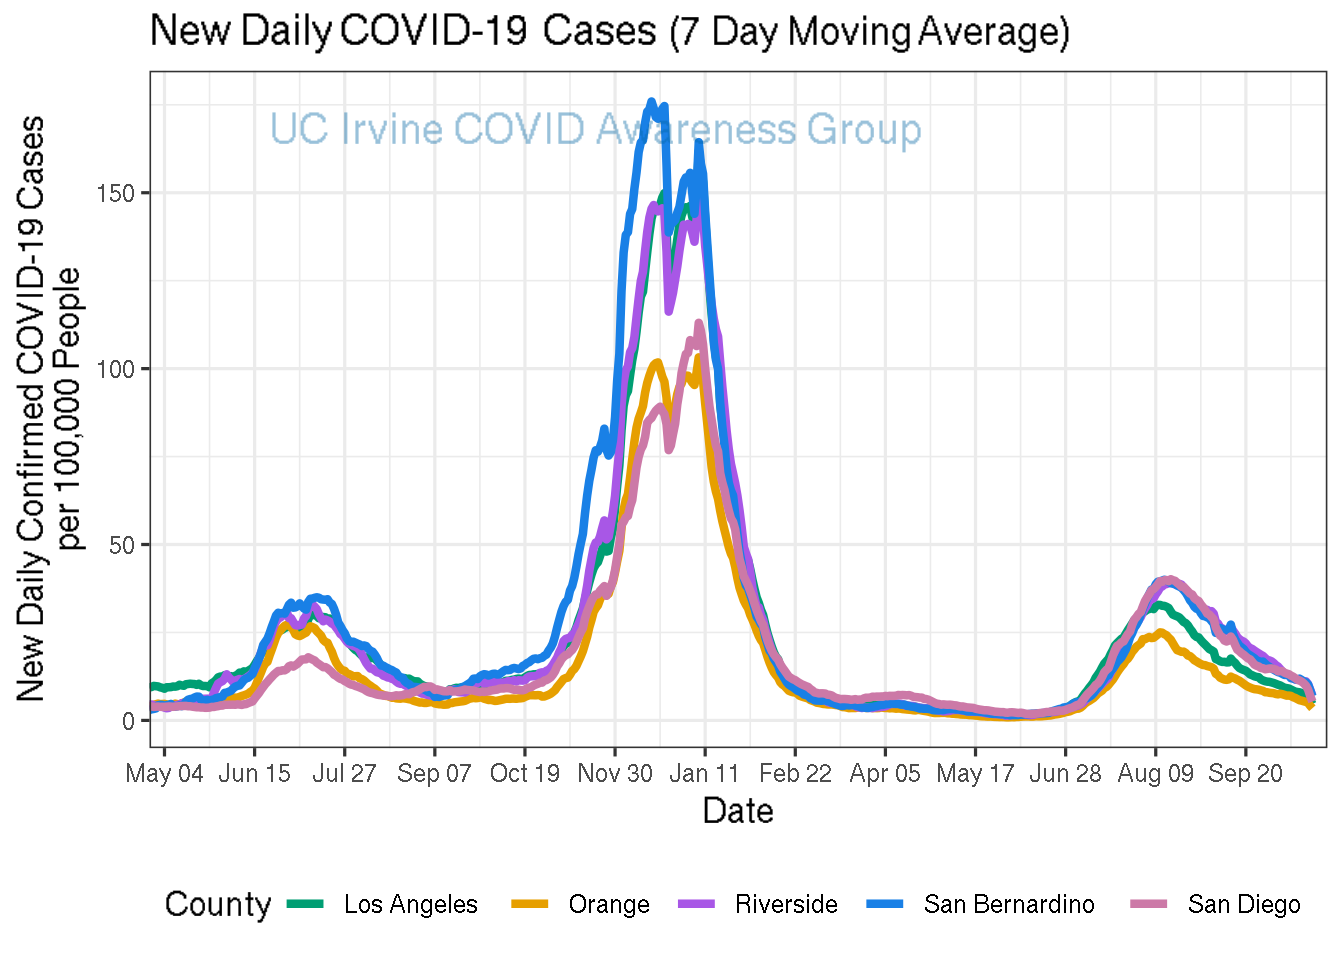 New Daily COVID-19 Cases (7 Day Moving Average)
UC Irvine COVID Awareness Group
New Daily Confirmed COVID-19 Cases
per 100,000 People
150
100
50
0
May 04 Jun 15 Jul 27 Sep 07 Oct 19 Nov 30 Jan 11 Feb 22 Apr 05 May 17 Jun 28 Aug 09 Sep 20
Date
County Los Angeles Orange Riverside San Bernardino San Diego